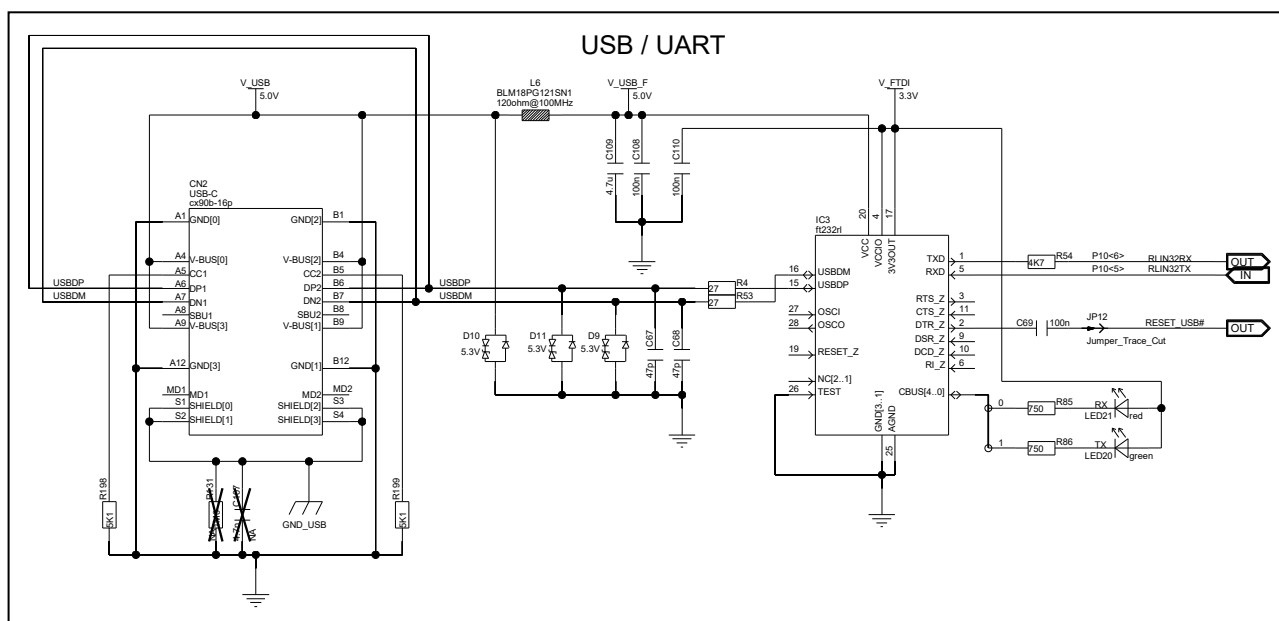 USB / UART
V_USB
5.0V
L6
BLM18PG121SN1
120ohm@100MHz
V_USB_F
5.0V
V_FTDI
3.3V
C109
4.7u
C108
100n
C110
100n
CN2
USB-C
cx90b-16p
A1 GND[0] GND[2] B1
A4 V-BUS[0] V-BUS[2] B4
A5 CC1 CC2 B5
A6 DP1 DP2 B6
A7 DN1 DN2 B7
A8 SBU1 SBU2 B8
A9 V-BUS[3] V-BUS[1] B9
A12 GND[3] GND[1] B12
MD1 MD1 MD2 MD2
S1 SHIELD[0] SHIELD[2] S3
S2 SHIELD[1] SHIELD[3] S4
USBDP
USBDM
USBDP
USBDM
27 R4
27 R53
D10
5.3V
D11
5.3V
D9
5.3V
C67
47p
C68
47p
IC3
ft232rl
20 VCC
4 VCCIO
17 3V3OUT
16 USBDM
15 USBDP
27 OSCI
28 OSCO
19 RESET_Z
NC[2..1]
26 TEST
GND[3..1]
AGND
25
TXD 1
RXD 5
RTS_Z 3
CTS_Z 11
DTR_Z 2
DSR_Z 9
DCD_Z 10
RI_Z 6
CBUS[4..0]
4K7 R54 P10<6> RLIN32RX OUT
P10<5> RLIN32TX IN
C69 100n JP12 RESET_USB# OUT
Jumper_Trace_Cut
0 750 R85 RX
LED21 red
1 750 R86 TX
LED20 green
R198
5K1
R131
NA
4.7n
NA
GND_USB
R199
5K1